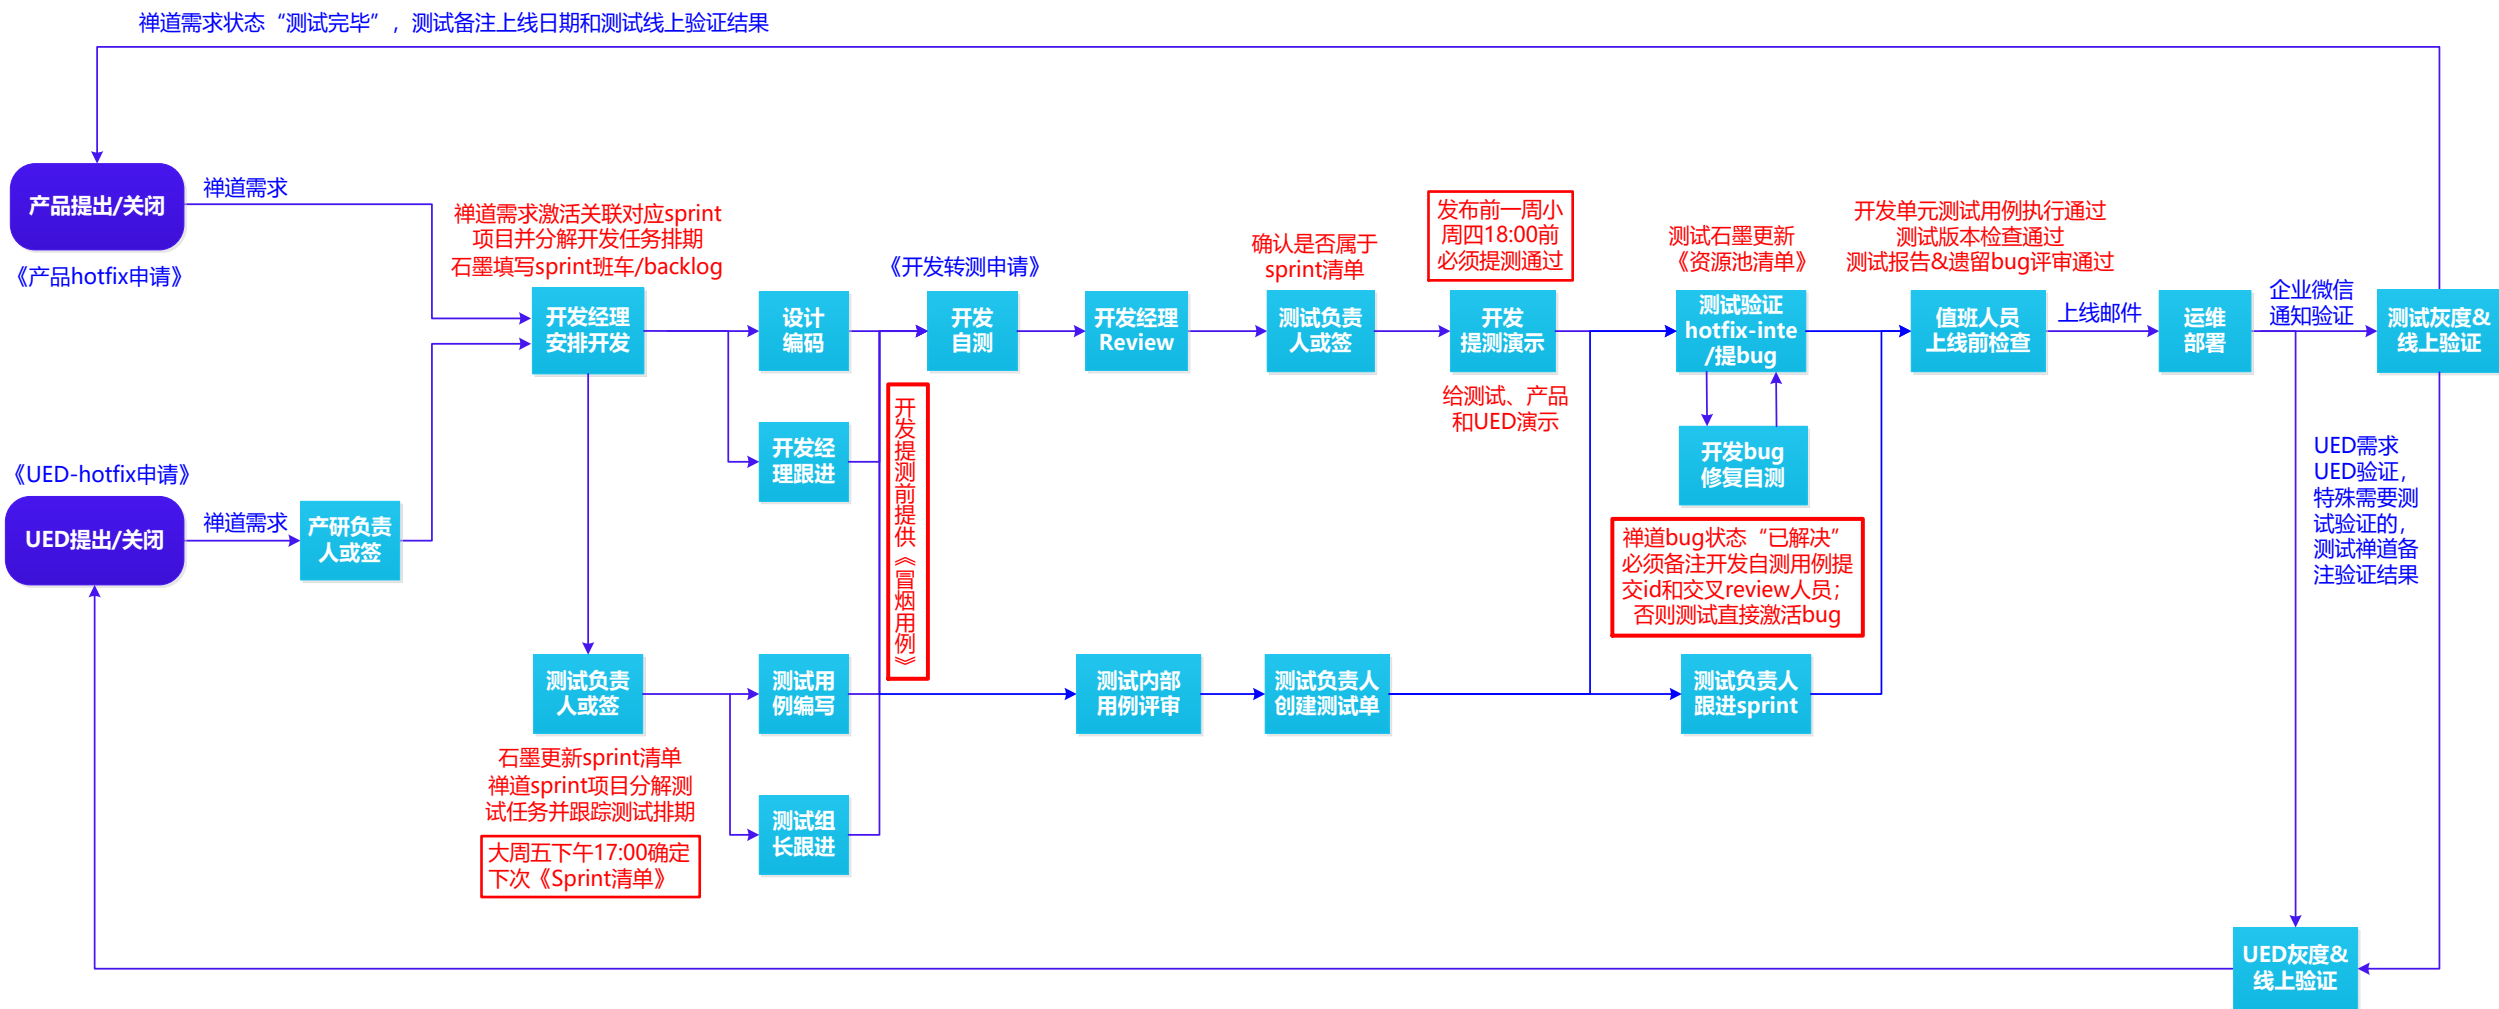 禅道需求状态“测试完毕”，测试备注上线日期和测试线上验证结果
产品提出/关闭
禅道需求
《产品hotfix申请》
《UED-hotfix申请》
UED提出/关闭
禅道需求
产研负责
人或签
禅道需求激活关联对应sprint
项目并分解开发任务排期
石墨填写sprint班车/backlog
开发经理
安排开发
设计
编码
开发经
理跟进
《开发转测申请》
开发
自测
开发提测前提供《冒烟用例》
开发经理
Review
确认是否属于
sprint清单
测试负责
人或签
发布前一周小
周四18:00前
必须提测通过
开发
提测演示
给测试、产品
和UED演示
测试石墨更新
《资源池清单》
测试验证
hotfix-inte
/提bug
开发bug
修复自测
禅道bug状态“已解决”
必须备注开发自测用例提
交id和交叉review人员；
否则测试直接激活bug
开发单元测试用例执行通过
测试版本检查通过
测试报告&遗留bug评审通过
值班人员
上线前检查
上线邮件
运维
部署
企业微信
通知验证
测试灰度&
线上验证
UED需求
UED验证，
特殊需要测
试验证的，
测试禅道备
注验证结果
测试负责
人或签
石墨更新sprint清单
禅道sprint项目分解测
试任务并跟踪测试排期
大周五下午17:00确定
下次《Sprint清单》
测试用
例编写
测试组
长跟进
测试内部
用例评审
测试负责人
创建测试单
测试负责人
跟进sprint
UED灰度&
线上验证